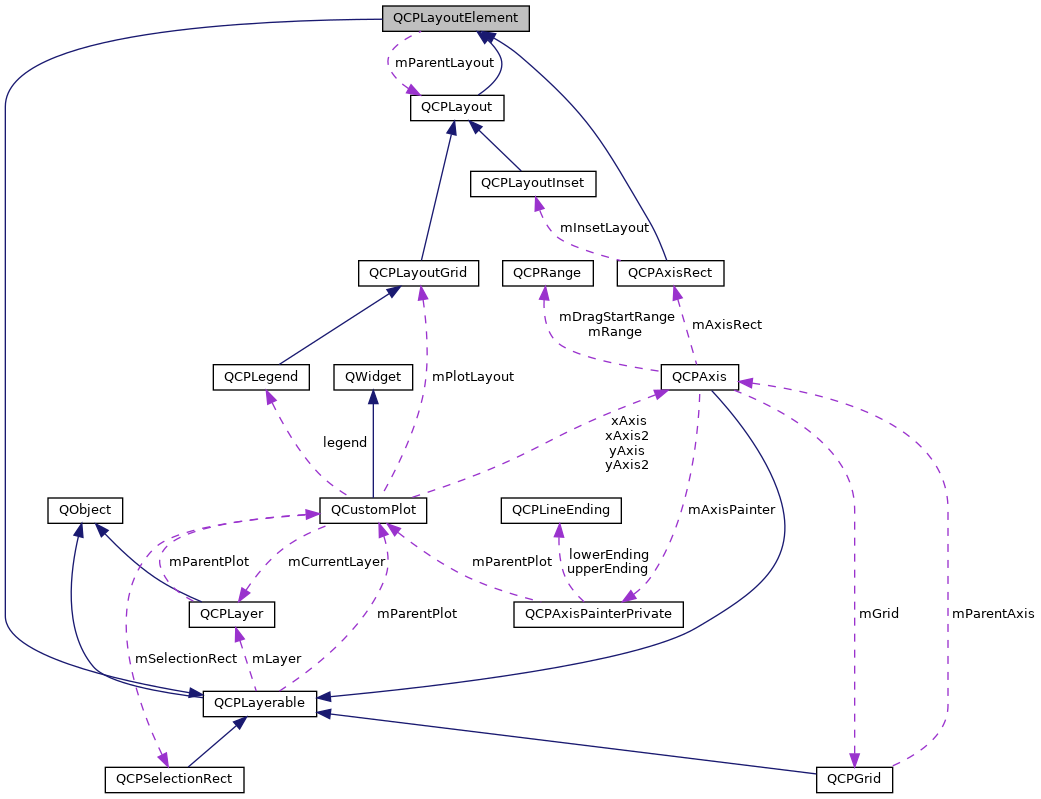 QCPLayoutElement
mParentLayout
QCPLayout
QCPLayoutInset
mInsetLayout
QCPLayoutGrid
QCPRange
QCPAxisRect
mDragStartRange
mRange
mAxisRect
QCPLegend
QWidget
mPlotLayout
QCPAxis
legend
xAxis
xAxis2
yAxis
yAxis2
QObject
QCustomPlot
QCPLineEnding
mAxisPainter
mParentPlot
mCurrentLayer
mParentPlot
lowerEnding
upperEnding
QCPLayer
mParentPlot
QCPAxisPainterPrivate
mGrid
mParentAxis
mSelectionRect
mLayer
QCPLayerable
QCPSelectionRect
QCPGrid